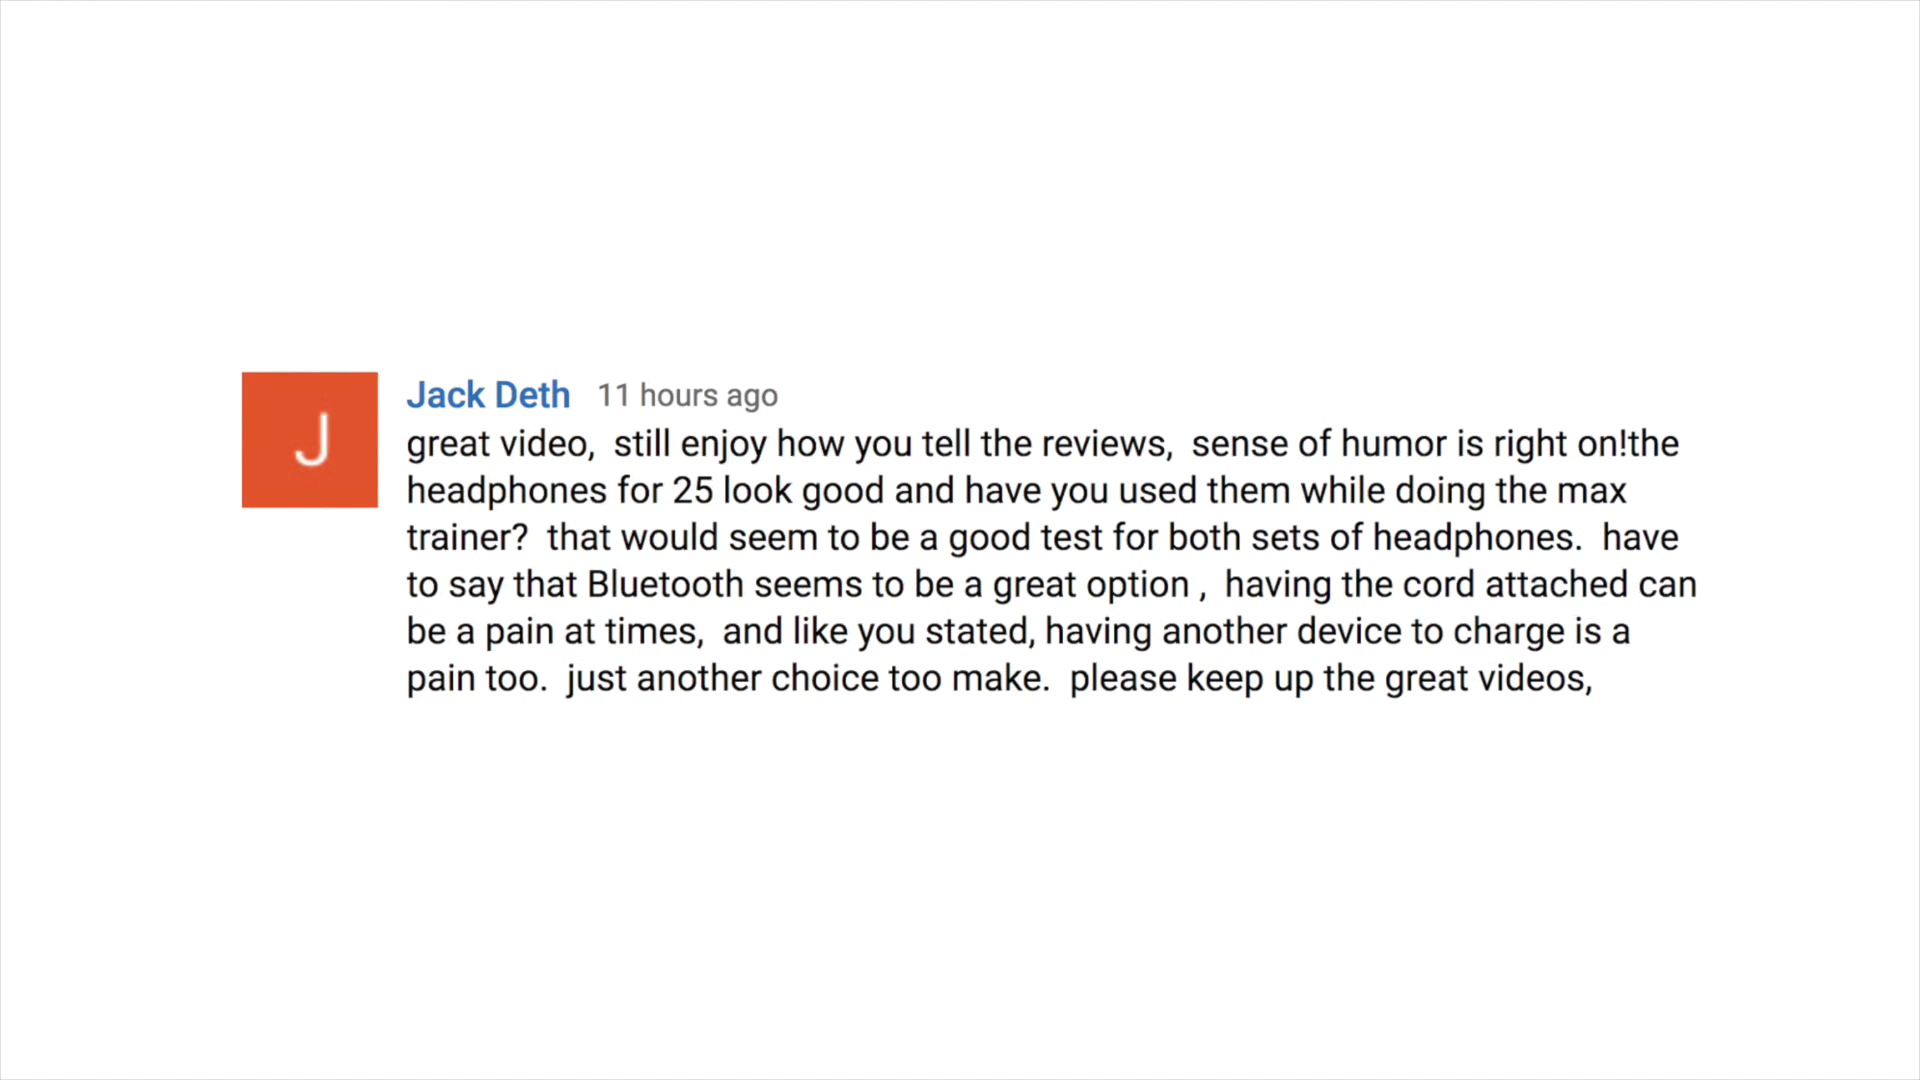 J
Jack Deth 11 hours ago
great video,  still enjoy how you tell the reviews,  sense of humor is right on!the
headphones for 25 look good and have you used them while doing the max
trainer?  that would seem to be a good test for both sets of headphones.  have
to say that Bluetooth seems to be a great option ,  having the cord attached can
be a pain at times,  and like you stated, having another device to charge is a
pain too.  just another choice too make.  please keep up the great videos,